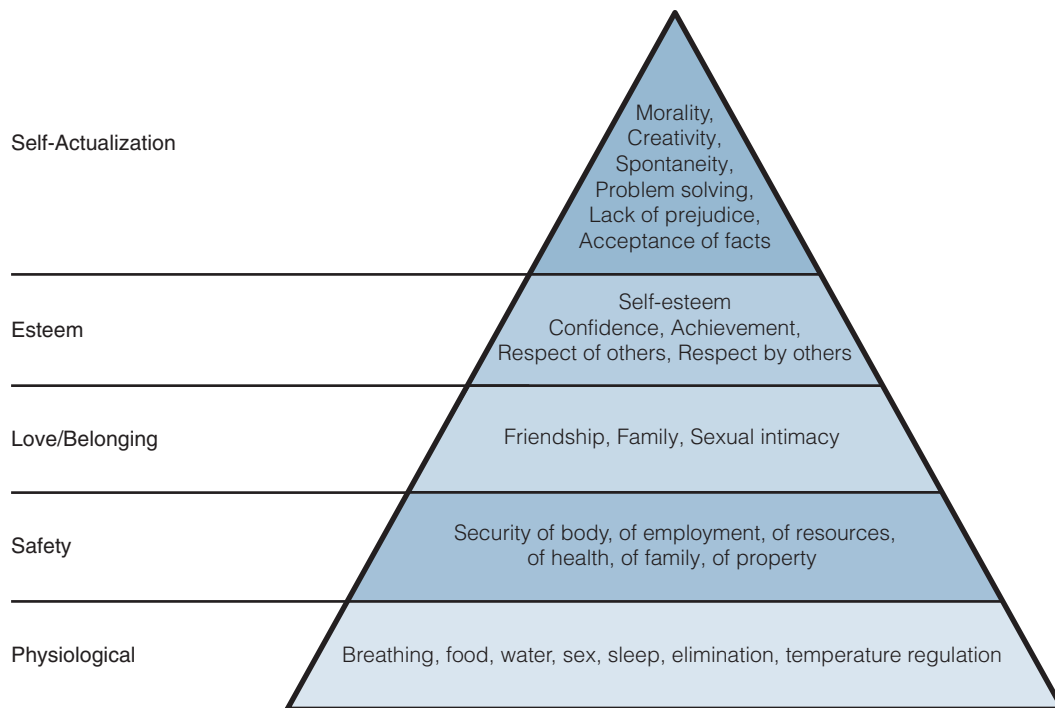 Self-Actualization
Morality,
Creativity,
Spontaneity,
Problem solving,
Lack of prejudice,
Acceptance of facts
Esteem
Self-esteem
Confidence, Achievement,
Respect of others, Respect by others
Love/Belonging
Friendship, Family, Sexual intimacy
Safety
Security of body, of employment, of resources,
of health, of family, of property
Physiological
Breathing, food, water, sex, sleep, elimination, temperature regulation